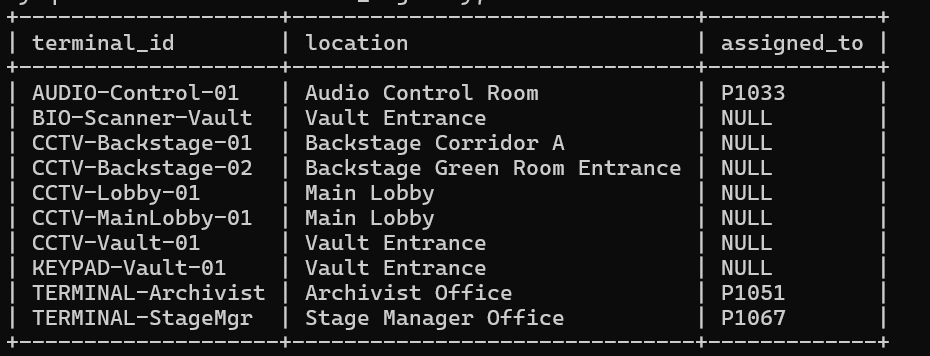 +--------------------+--------------------------------+-------------+
| terminal_id        | location                       | assigned_to |
+--------------------+--------------------------------+-------------+
| AUDIO-Control-01   | Audio Control Room             | P1033       |
| BIO-Scanner-Vault  | Vault Entrance                 | NULL        |
| CCTV-Backstage-01  | Backstage Corridor A           | NULL        |
| CCTV-Backstage-02  | Backstage Green Room Entrance  | NULL        |
| CCTV-Lobby-01      | Main Lobby                     | NULL        |
| CCTV-MainLobby-01  | Main Lobby                     | NULL        |
| CCTV-Vault-01      | Vault Entrance                 | NULL        |
| KEYPAD-Vault-01    | Vault Entrance                 | NULL        |
| TERMINAL-Archivist | Archivist Office               | P1051       |
| TERMINAL-StageMgr  | Stage Manager Office           | P1067       |
+--------------------+--------------------------------+-------------+